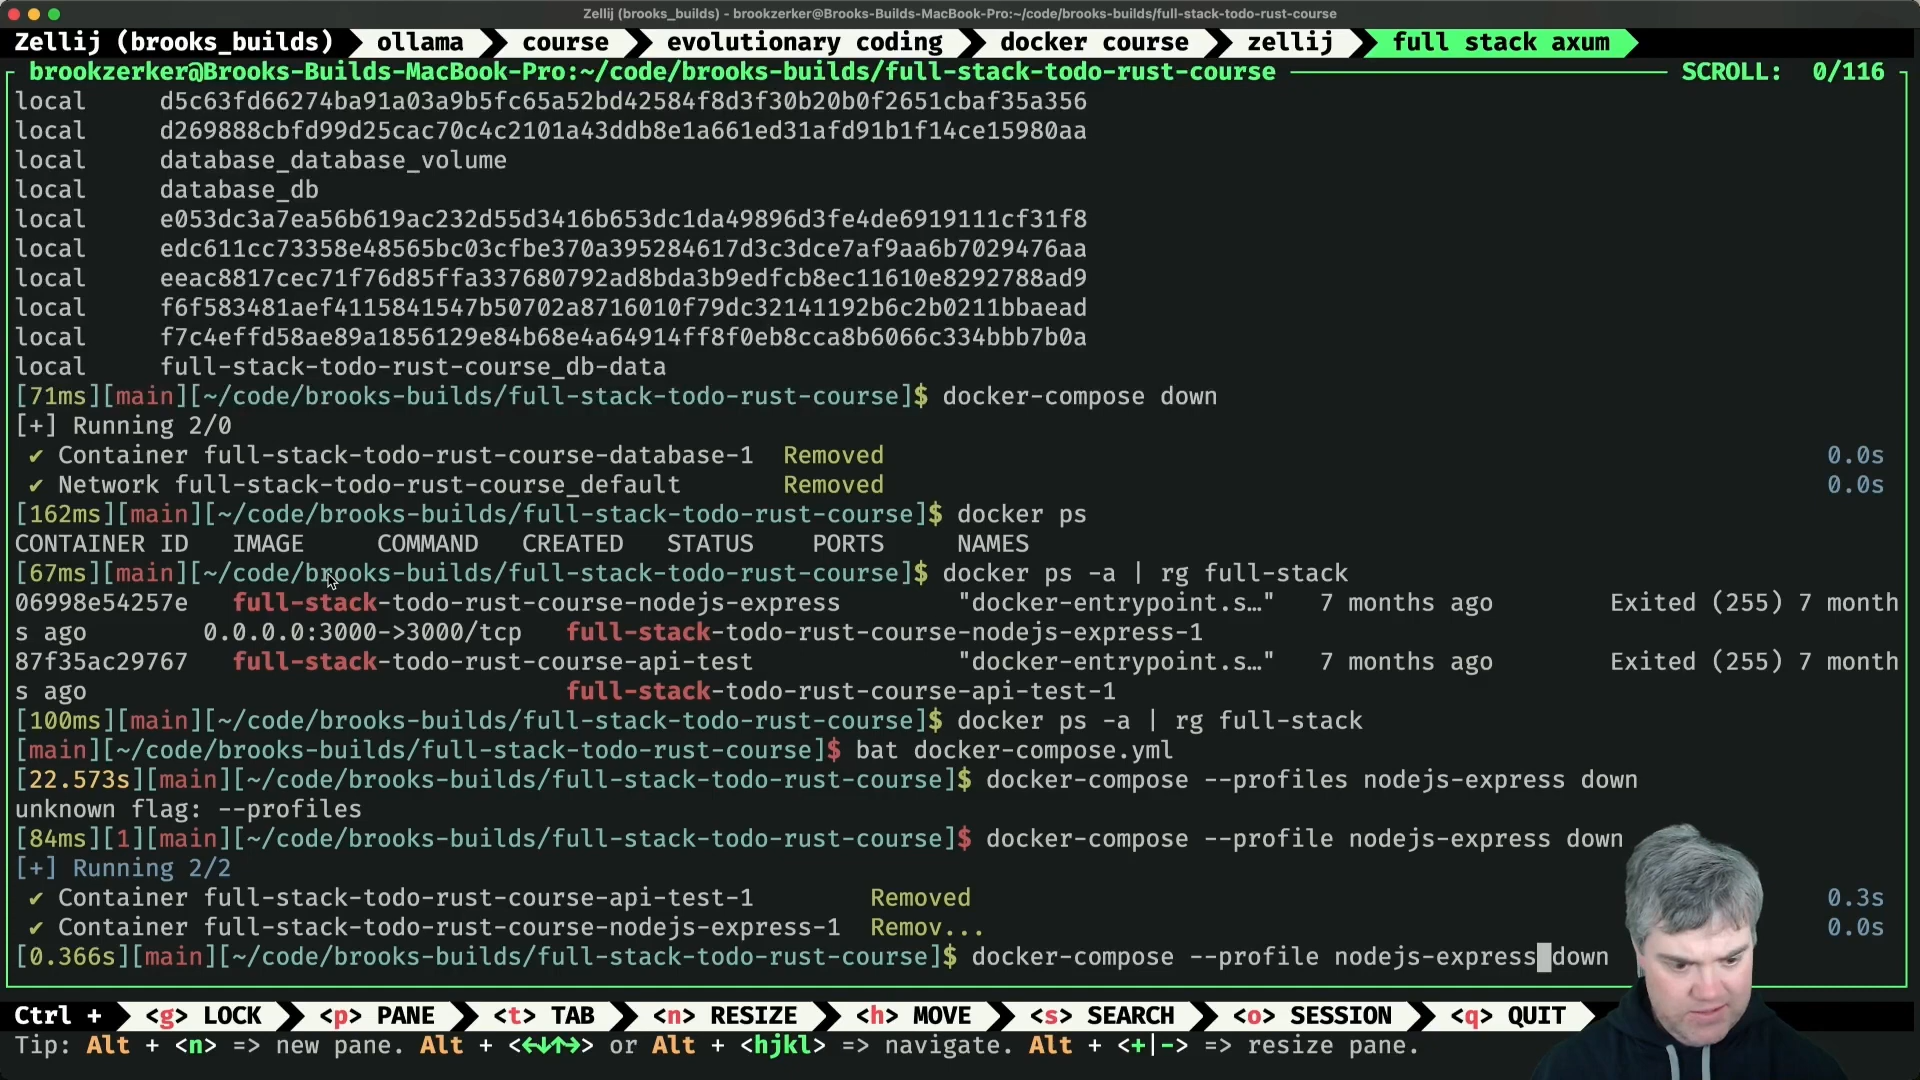 Zellij (brooks_builds) - brookzerker@Brooks-Builds-MacBook-Pro:~/code/brooks-builds/full-stack-todo-rust-course
Zellij (brooks_builds) ollama course evolutionary coding docker course zellij full stack axum
brookzerker@Brooks-Builds-MacBook-Pro:~/code/brooks-builds/full-stack-todo-rust-course SCROLL: 0/116
local d5c63fd66274ba91a03a9b5fc65a52bd42584f8d3f30b20b0f2651cbaf35a356
local d269888cbfd99d25cac70c4c2101a43ddb8e1a661ed31afd91b1f14ce15980aa
local database_database_volume
local database_db
local e053dc3a7ea56b619ac232d55d3416b653dc1da49896d3fe4de6919111cf31f8
local edc611cc73358e48565bc03cfbe370a395284617d3c3dce7af9aa6b7029476aa
local eeac8817cec71f76d85ffa337680792ad8bda3b9edfcb8ec11610e8292788ad9
local f6f583481aef4115841547b50702a8716010f79dc32141192b6c2b0211bbaead
local f7c4effd58ae89a1856129e84b68e4a64914ff8f0eb8cca8b6066c334bbb7b0a
local full-stack-todo-rust-course_db-data
[71ms][main][~/code/brooks-builds/full-stack-todo-rust-course]$ docker-compose down
[+] Running 2/0
✔ Container full-stack-todo-rust-course-database-1 Removed 0.0s
✔ Network full-stack-todo-rust-course_default Removed 0.0s
[162ms][main][~/code/brooks-builds/full-stack-todo-rust-course]$ docker ps
CONTAINER ID IMAGE COMMAND CREATED STATUS PORTS NAMES
[67ms][main][~/code/brooks-builds/full-stack-todo-rust-course]$ docker ps -a | rg full-stack
06998e54257e full-stack-todo-rust-course-nodejs-express "docker-entrypoint.s…" 7 months ago Exited (255) 7 month
s ago 0.0.0.0:3000->3000/tcp full-stack-todo-rust-course-nodejs-express-1
87f35ac29767 full-stack-todo-rust-course-api-test "docker-entrypoint.s…" 7 months ago Exited (255) 7 month
s ago full-stack-todo-rust-course-api-test-1
[100ms][main][~/code/brooks-builds/full-stack-todo-rust-course]$ docker ps -a | rg full-stack
[main][~/code/brooks-builds/full-stack-todo-rust-course]$ bat docker-compose.yml
[22.573s][main][~/code/brooks-builds/full-stack-todo-rust-course]$ docker-compose --profiles nodejs-express down
unknown flag: --profiles
[84ms][1][main][~/code/brooks-builds/full-stack-todo-rust-course]$ docker-compose --profile nodejs-express down
[+] Running 2/2
✔ Container full-stack-todo-rust-course-api-test-1 Removed 0.3s
✔ Container full-stack-todo-rust-course-nodejs-express-1 Remov... 0.0s
[0.366s][main][~/code/brooks-builds/full-stack-todo-rust-course]$ docker-compose --profile nodejs-express down
Ctrl + <g> LOCK <p> PANE <t> TAB <n> RESIZE <h> MOVE <s> SEARCH <o> SESSION <q> QUIT
Tip: Alt + <n> => new pane. Alt + <←↓↑→> or Alt + <hjkl> => navigate. Alt + <+|-> => resize pane.